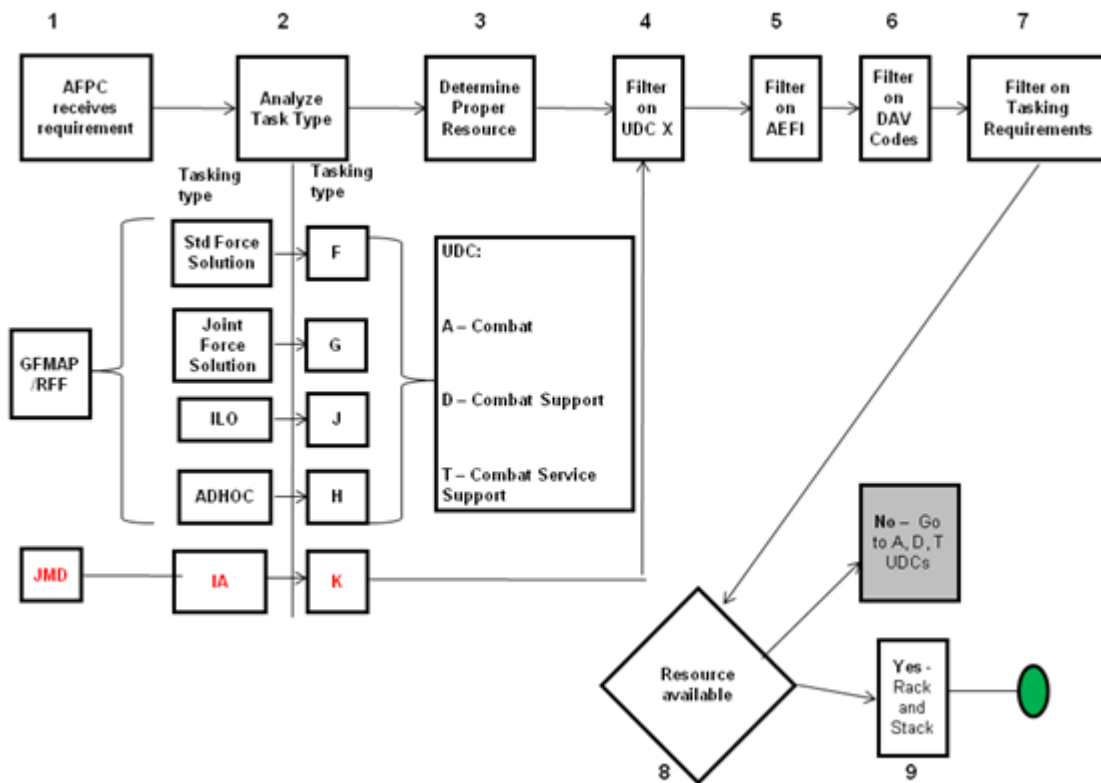 1
2
3
4
5
6
7
AFPC
receives
requirement
Analyze
Task Type
Determine
Proper
Resource
Filter
on
UDC X
Filter
on
AEFI
Filter
on
DAV
Codes
Filter on
Tasking
Requirements
Tasking
type
Tasking
type
GFMAP
/RFF
Std Force
Solution
F
Joint
Force
Solution
G
ILO
J
ADHOC
H
UDC:
A – Combat
D – Combat Support
T – Combat Service
Support
JMD
IA
K
Resource
available
8
No – Go
to A, D, T
UDCs
Yes -
Rack
and
Stack
9